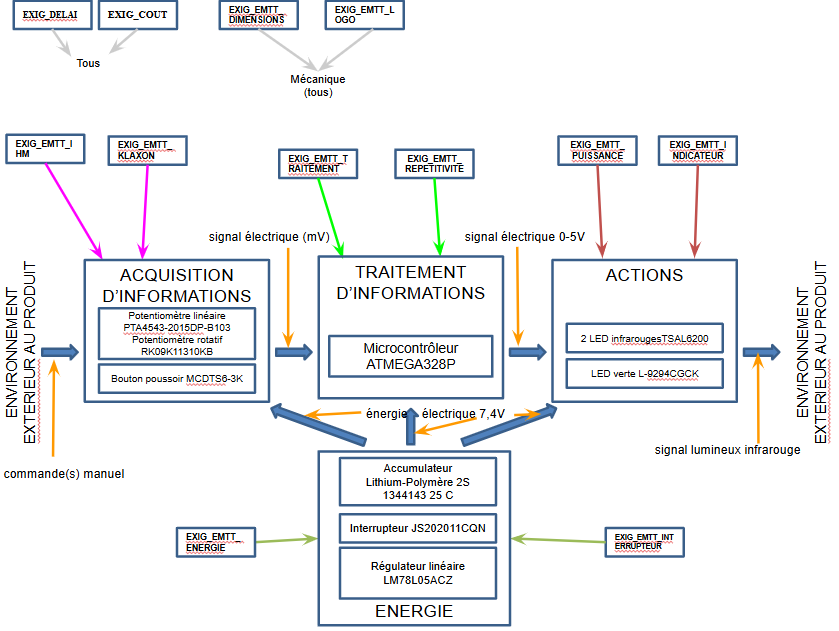 EXIG_DELAI
EXIG_COUT
EXIG_EMTT_
DIMENSIONS
EXIG_EMTT_L
OGO
Tous
Mécanique
(tous)
EXIG_EMTT_I
HM
EXIG_EMTT_
KLAXON
EXIG_EMTT_T
RAITEMENT
EXIG_EMTT_
REPETITIVITE
EXIG_EMTT_
PUISSANCE
EXIG_EMTT_I
NDICATEUR
signal électrique (mV)
signal électrique 0-5V
ENVIRONNEMENT
EXTERIEUR AU PRODUIT
ACQUISITION
D'INFORMATIONS
Potentiomètre linéaire
PTA4543-2015DP-B103
Potentiomètre rotatif
RK09K11310KB
Bouton poussoir MCDTS6-3K
TRAITEMENT
D'INFORMATIONS
Microcontrôleur
ATMEGA328P
ACTIONS
2 LED infrarougesTSAL6200
LED verte L-9294CGCK
ENVIRONNEMENT
EXTERIEUR AU PRODUIT
énergie électrique 7,4V
commande(s) manuel
signal lumineux infrarouge
Accumulateur
Lithium-Polymère 2S
1344143 25 C
Interrupteur JS202011CQN
Régulateur linéaire
LM78L05ACZ
ENERGIE
EXIG_EMTT_
ENERGIE
EXIG_EMTT_INT
ERRUPTEUR